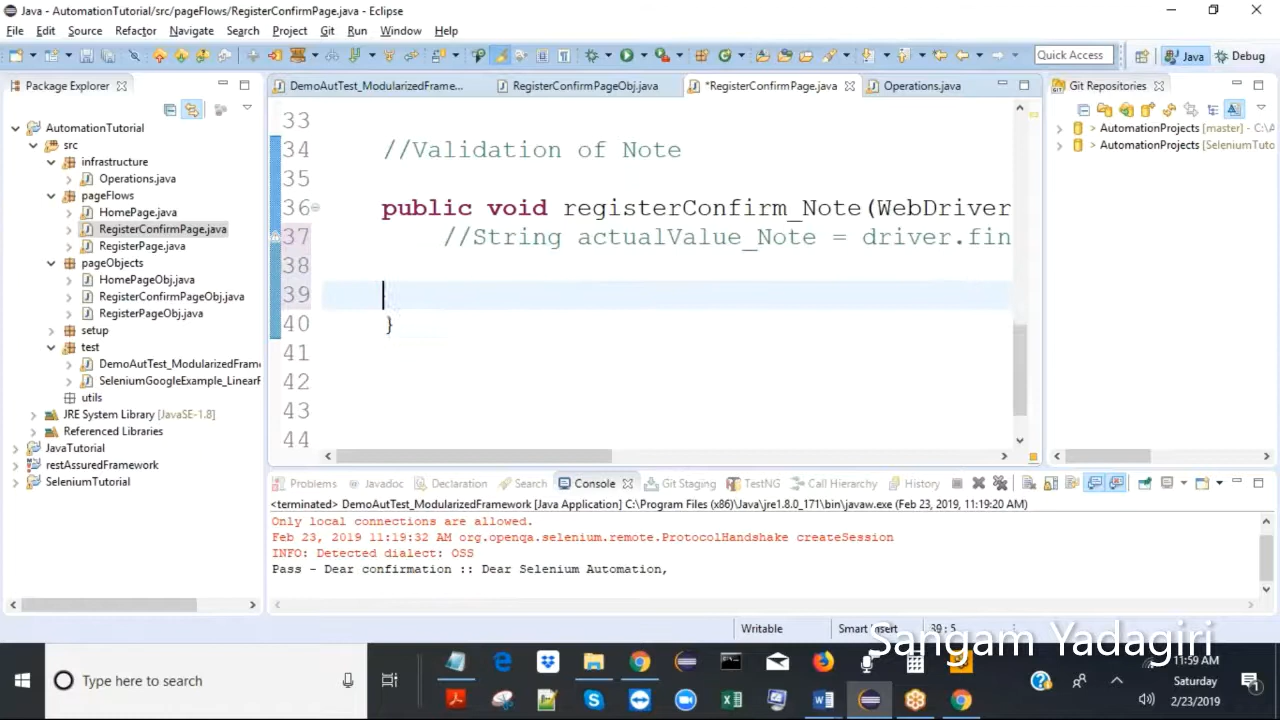 Java - AutomationTutorial/src/pageFlows/RegisterConfirmPage.java - Eclipse
File Edit Source Refactor Navigate Search Project Git Run Window Help
Quick Access
Java
Debug
Package Explorer
DemoAutTest_ModularizedFrame...
RegisterConfirmPageObj.java
*RegisterConfirmPage.java
Operations.java
Git Repositories
AutomationTutorial
src
infrastructure
Operations.java
pageFlows
HomePage.java
RegisterConfirmPage.java
RegisterPage.java
pageObjects
HomePageObj.java
RegisterConfirmPageObj.java
RegisterPageObj.java
setup
test
DemoAutTest_ModularizedFram
SeleniumGoogleExample_LinearF
utils
JRE System Library [JavaSE-1.8]
Referenced Libraries
JavaTutorial
restAssuredFramework
SeleniumTutorial
33
34 //Validation of Note
35
36 public void registerConfirm_Note(WebDriver
37 //String actualValue_Note = driver.fin
38
39
40 }
41
42
43
44
> AutomationProjects [master] - C:\A
> AutomationProjects [SeleniumTuto
Problems Javadoc Declaration Search Console Git Staging TestNG Call Hierarchy History
<terminated> DemoAutTest_ModularizedFramework [Java Application] C:\Program Files (x86)\Java\jre1.8.0_171\bin\javaw.exe (Feb 23, 2019, 11:19:20 AM)
Only local connections are allowed.
Feb 23, 2019 11:19:32 AM org.openqa.selenium.remote.ProtocolHandshake createSession
INFO: Detected dialect: OSS
Pass - Dear confirmation :: Dear Selenium Automation,
Writable
Smart Insert
39 : 5
Sangam Yadagiri
Type here to search
11:59 AM
Saturday
2/23/2019